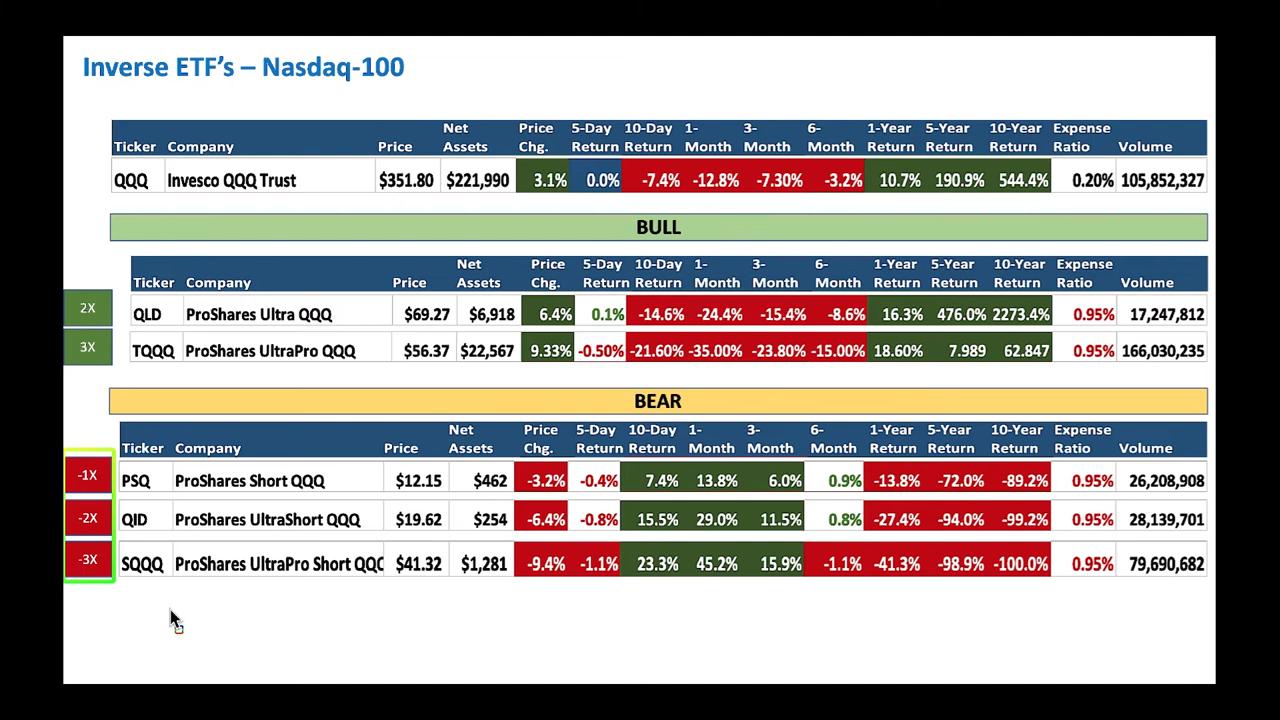 Inverse ETF's – Nasdaq-100
Ticker Company Price Net Assets Price Chg. 5-Day Return 10-Day Return 1-Month 3-Month 6-Month 1-Year Return 5-Year Return 10-Year Return Expense Ratio Volume
QQQ Invesco QQQ Trust $351.80 $221,990 3.1% 0.0% -7.4% -12.8% -7.30% -3.2% 10.7% 190.9% 544.4% 0.20% 105,852,327
BULL
Ticker Company Price Net Assets Price Chg. 5-Day Return 10-Day Return 1-Month 3-Month 6-Month 1-Year Return 5-Year Return 10-Year Return Expense Ratio Volume
2X QLD ProShares Ultra QQQ $69.27 $6,918 6.4% 0.1% -14.6% -24.4% -15.4% -8.6% 16.3% 476.0% 2273.4% 0.95% 17,247,812
3X TQQQ ProShares UltraPro QQQ $56.37 $22,567 9.33% -0.50% -21.60% -35.00% -23.80% -15.00% 18.60% 7.989 62.847 0.95% 166,030,235
BEAR
Ticker Company Price Net Assets Price Chg. 5-Day Return 10-Day Return 1-Month 3-Month 6-Month 1-Year Return 5-Year Return 10-Year Return Expense Ratio Volume
-1X PSQ ProShares Short QQQ $12.15 $462 -3.2% -0.4% 7.4% 13.8% 6.0% 0.9% -13.8% -72.0% -89.2% 0.95% 26,208,908
-2X QID ProShares UltraShort QQQ $19.62 $254 -6.4% -0.8% 15.5% 29.0% 11.5% 0.8% -27.4% -94.0% -99.2% 0.95% 28,139,701
-3X SQQQ ProShares UltraPro Short QQQ $41.32 $1,281 -9.4% -1.1% 23.3% 45.2% 15.9% -1.1% -41.3% -98.9% -100.0% 0.95% 79,690,682